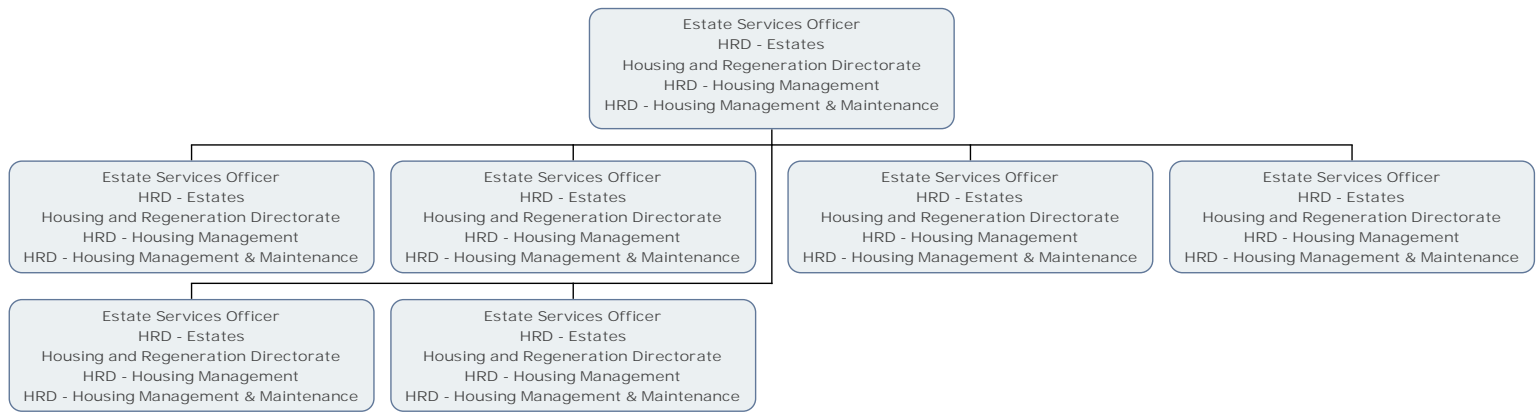 Estate Services Officer
HRD - Estates
Housing and Regeneration Directorate
HRD - Housing Management
HRD - Housing Management & Maintenance
Estate Services Officer
HRD - Estates
Housing and Regeneration Directorate
HRD - Housing Management
HRD - Housing Management & Maintenance
Estate Services Officer
HRD - Estates
Housing and Regeneration Directorate
HRD - Housing Management
HRD - Housing Management & Maintenance
Estate Services Officer
HRD - Estates
Housing and Regeneration Directorate
HRD - Housing Management
HRD - Housing Management & Maintenance
Estate Services Officer
HRD - Estates
Housing and Regeneration Directorate
HRD - Housing Management
HRD - Housing Management & Maintenance
Estate Services Officer
HRD - Estates
Housing and Regeneration Directorate
HRD - Housing Management
HRD - Housing Management & Maintenance
Estate Services Officer
HRD - Estates
Housing and Regeneration Directorate
HRD - Housing Management
HRD - Housing Management & Maintenance